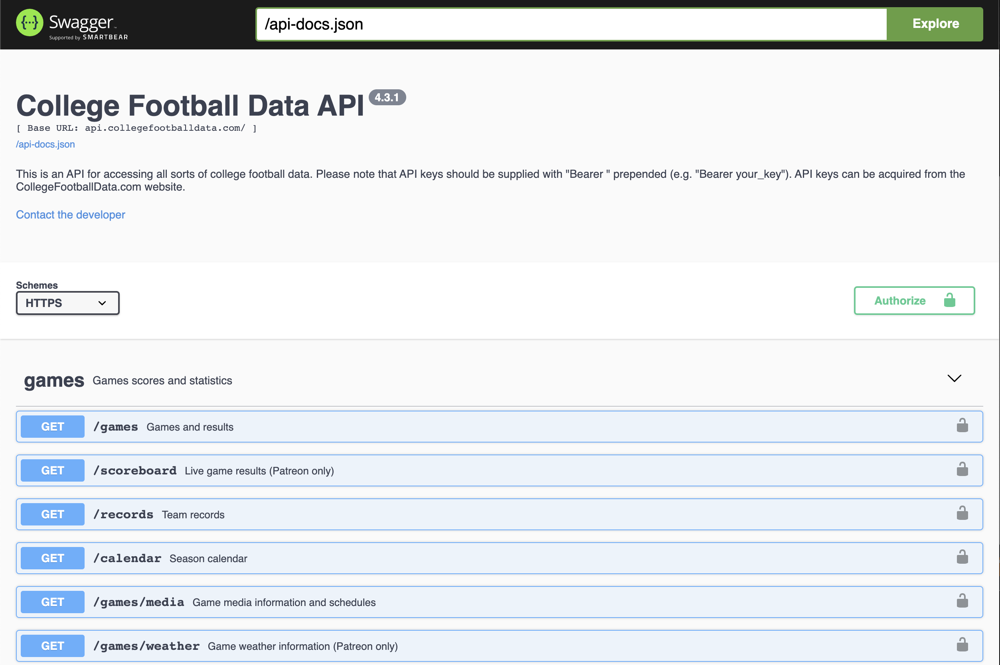 Swagger™
Supported by SMARTBEAR
/api-docs.json
Explore
College Football Data API 4.3.1
[ Base URL: api.collegefootballdata.com/ ]
/api-docs.json
This is an API for accessing all sorts of college football data. Please note that API keys should be supplied with "Bearer " prepended (e.g. "Bearer your_key"). API keys can be acquired from the
CollegeFootballData.com website.
Contact the developer
Schemes
HTTPS
Authorize
games Games scores and statistics
GET /games Games and results
GET /scoreboard Live game results (Patreon only)
GET /records Team records
GET /calendar Season calendar
GET /games/media Game media information and schedules
GET /games/weather Game weather information (Patreon only)